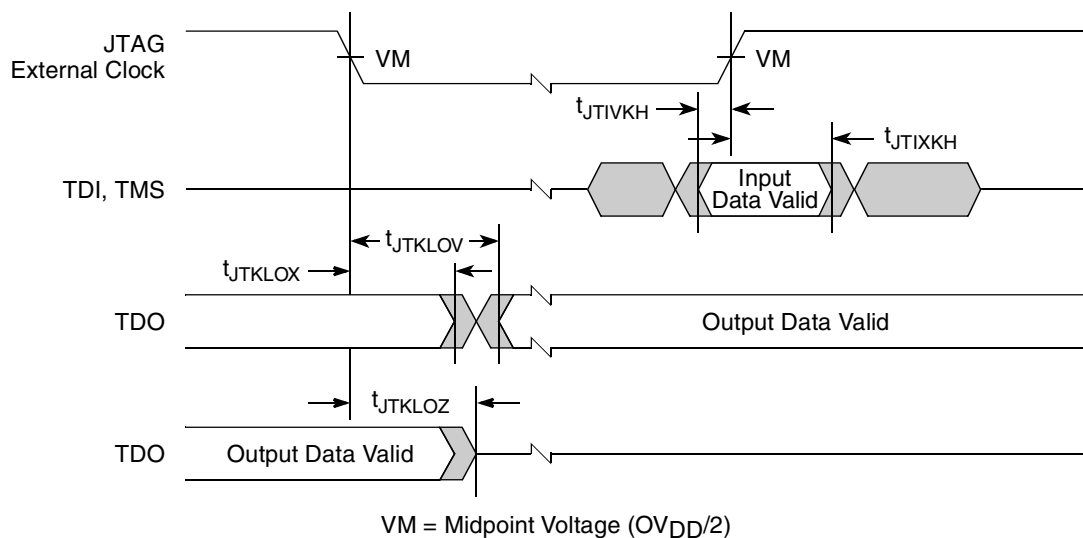 JTAG
External Clock
VM
VM
tJTIVKH
tJTIXKH
TDI, TMS
Input
Data Valid
tJTKLOV
tJTKLOX
TDO
Output Data Valid
tJTKLOZ
TDO
Output Data Valid
VM = Midpoint Voltage (OVDD/2)